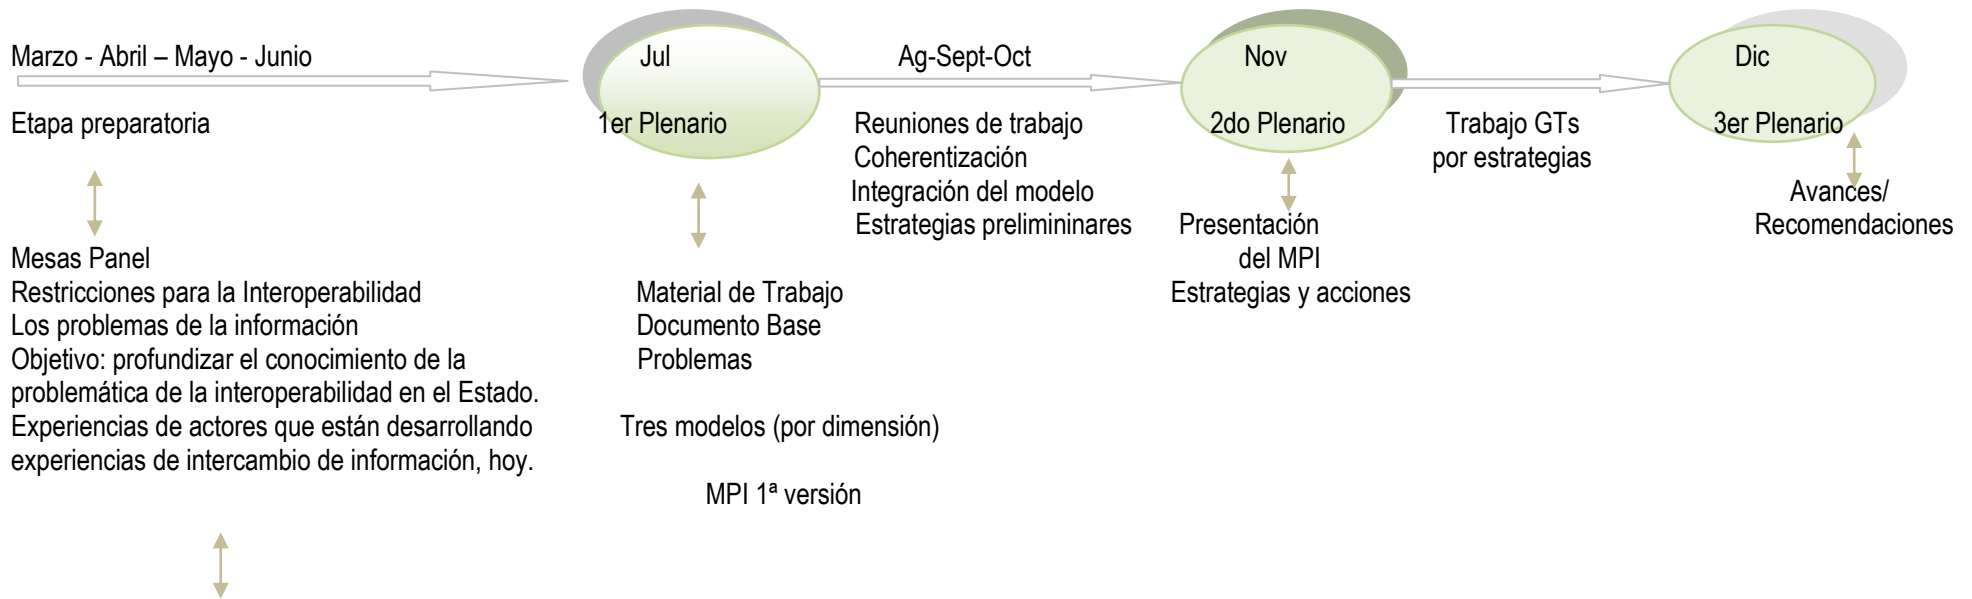 Marzo - Abril – Mayo - Junio
Jul
Ag-Sept-Oct
Nov
Dic
Etapa preparatoria
1er Plenario
Reuniones de trabajo
Coherentización
Integración del modelo
Estrategias prelimininares
2do Plenario
Trabajo GTs
por estrategias
3er Plenario
Avances/
Recomendaciones
Presentación
del MPI
Estrategias y acciones
Mesas Panel
Restricciones para la Interoperabilidad
Los problemas de la información
Objetivo: profundizar el conocimiento de la
problemática de la interoperabilidad en el Estado.
Experiencias de actores que están desarrollando
experiencias de intercambio de información, hoy.
Material de Trabajo
Documento Base
Problemas
Tres modelos (por dimensión)
MPI 1ª versión